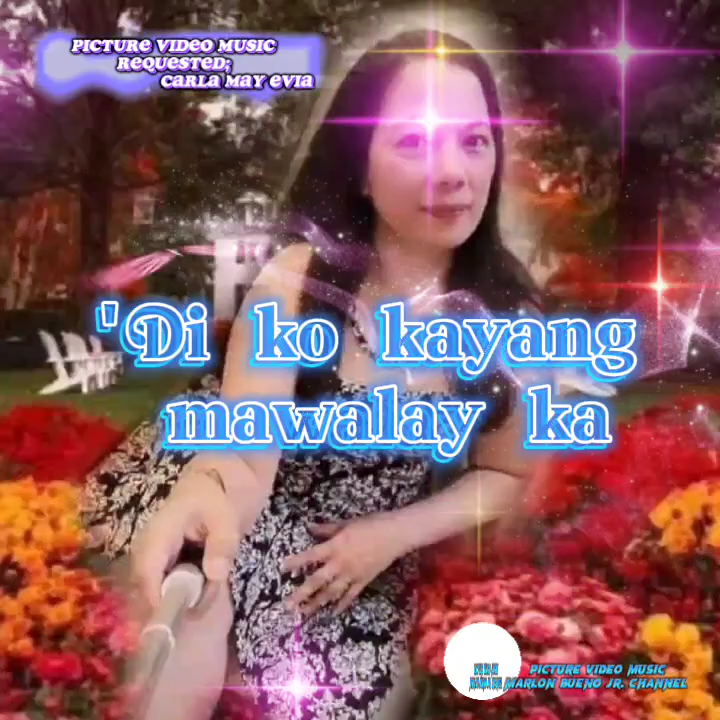 PICTURE VIDEO MUSIC
REQUESTED;
CARLA MAY EVIA
'Di ko kayang
mawalay ka
PICTURE VIDEO MUSIC
MARLON BUENO JR. CHANNEL